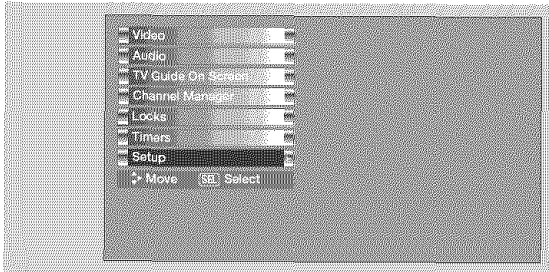 Video
Audio
TV Guide On Screen
Channel Manager
Locks
Timers
Setup
Move SEL Select